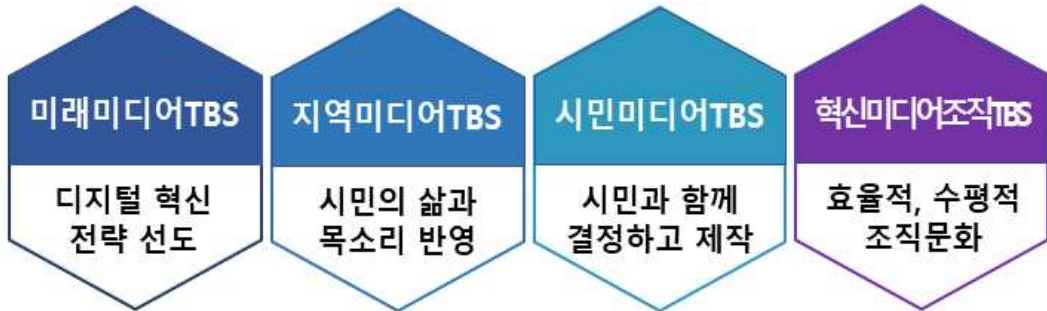 미래미디어TBS
디지털 혁신
전략 선도
지역미디어TBS
시민의 삶과
목소리 반영
시민미디어TBS
시민과 함께
결정하고 제작
혁신미디어조직TBS
효율적, 수평적
조직문화